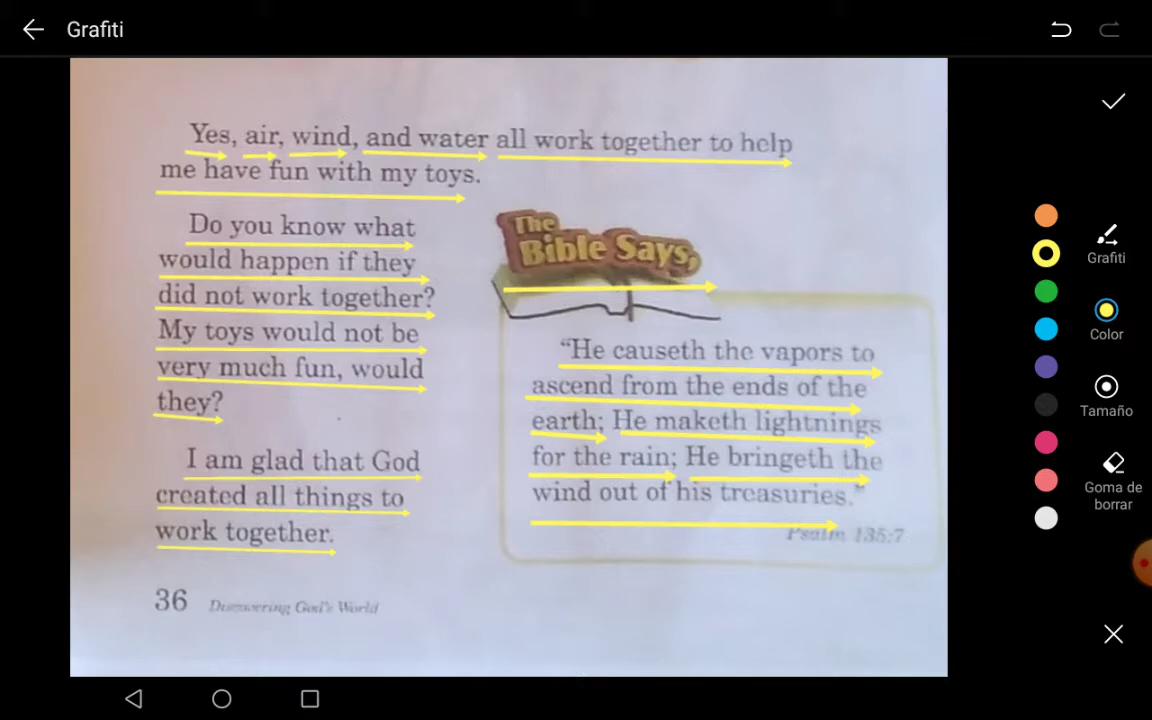 Grafiti
Yes, air, wind, and water all work together to help
me have fun with my toys.
Do you know what
would happen if they
did not work together?
My toys would not be
very much fun, would
they?
I am glad that God
created all things to
work together.
The
Bible Says,
"He causeth the vapors to
ascend from the ends of the
earth; He maketh lightnings
for the rain; He bringeth the
wind out of his treasuries."
Psalm 135:7
36 Discovering God's World
Grafiti
Color
Tamaño
Goma de
borrar